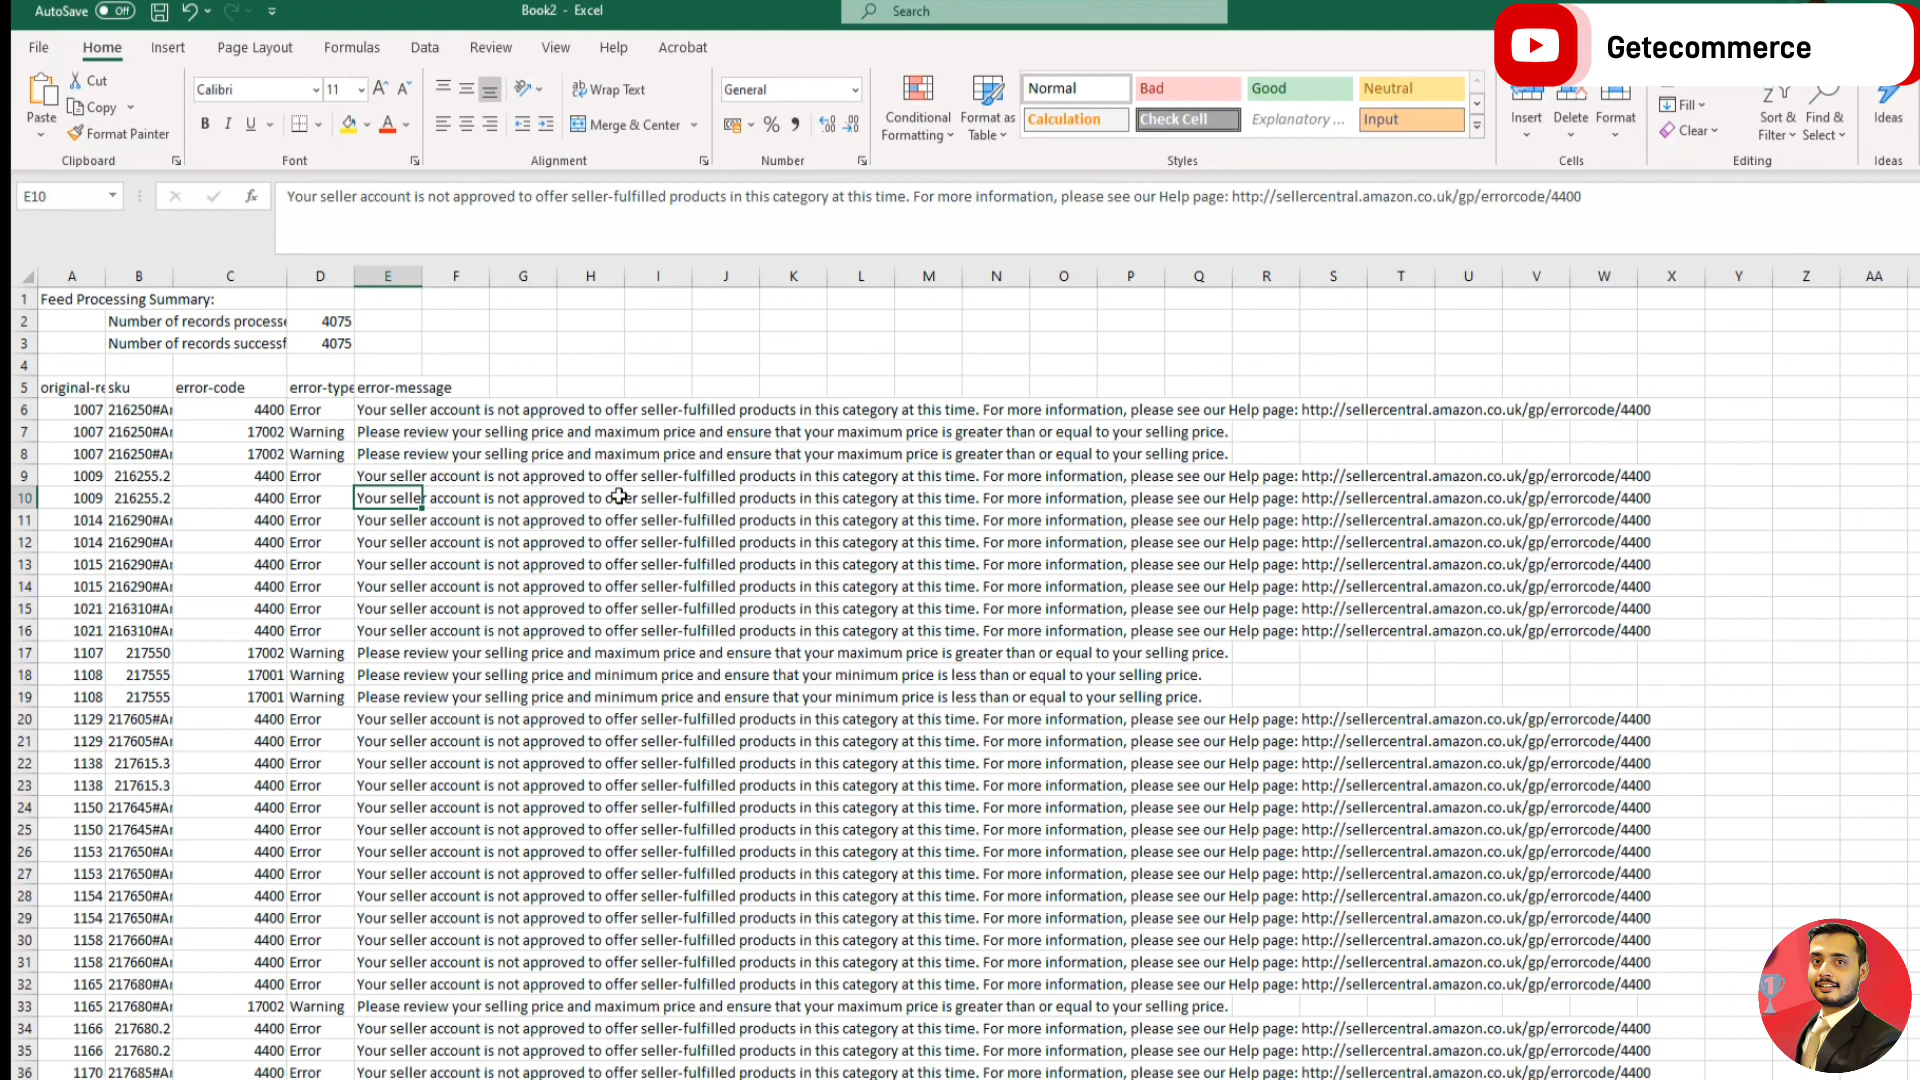 AutoSave Off Book2 - Excel Search
Getecommerce
File Home Insert Page Layout Formulas Data Review View Help Acrobat
Paste Cut Copy Format Painter Clipboard
Calibri 11 B I U Font
Wrap Text Merge & Center Alignment
General % Number
Conditional Formatting Format as Table
Normal Bad Good Neutral
Calculation Check Cell Explanatory ... Input
Styles
Insert Delete Format Cells
Fill Clear Sort & Filter Find & Select Editing
Ideas Ideas
E10 fx Your seller account is not approved to offer seller-fulfilled products in this category at this time. For more information, please see our Help page: http://sellercentral.amazon.co.uk/gp/errorcode/4400
A B C D E F G H I J K L M N O P Q R S T U V W X Y Z AA
1 Feed Processing Summary:
2 Number of records processe 4075
3 Number of records successf 4075
4
5 original-re sku error-code error-type error-message
6 1007 216250#Ar 4400 Error Your seller account is not approved to offer seller-fulfilled products in this category at this time. For more information, please see our Help page: http://sellercentral.amazon.co.uk/gp/errorcode/4400
7 1007 216250#Ar 17002 Warning Please review your selling price and maximum price and ensure that your maximum price is greater than or equal to your selling price.
8 1007 216250#Ar 17002 Warning Please review your selling price and maximum price and ensure that your maximum price is greater than or equal to your selling price.
9 1009 216255.2 4400 Error Your seller account is not approved to offer seller-fulfilled products in this category at this time. For more information, please see our Help page: http://sellercentral.amazon.co.uk/gp/errorcode/4400
10 1009 216255.2 4400 Error Your seller account is not approved to offer seller-fulfilled products in this category at this time. For more information, please see our Help page: http://sellercentral.amazon.co.uk/gp/errorcode/4400
11 1014 216290#Ar 4400 Error Your seller account is not approved to offer seller-fulfilled products in this category at this time. For more information, please see our Help page: http://sellercentral.amazon.co.uk/gp/errorcode/4400
12 1014 216290#Ar 4400 Error Your seller account is not approved to offer seller-fulfilled products in this category at this time. For more information, please see our Help page: http://sellercentral.amazon.co.uk/gp/errorcode/4400
13 1015 216290#Ar 4400 Error Your seller account is not approved to offer seller-fulfilled products in this category at this time. For more information, please see our Help page: http://sellercentral.amazon.co.uk/gp/errorcode/4400
14 1015 216290#Ar 4400 Error Your seller account is not approved to offer seller-fulfilled products in this category at this time. For more information, please see our Help page: http://sellercentral.amazon.co.uk/gp/errorcode/4400
15 1021 216310#Ar 4400 Error Your seller account is not approved to offer seller-fulfilled products in this category at this time. For more information, please see our Help page: http://sellercentral.amazon.co.uk/gp/errorcode/4400
16 1021 216310#Ar 4400 Error Your seller account is not approved to offer seller-fulfilled products in this category at this time. For more information, please see our Help page: http://sellercentral.amazon.co.uk/gp/errorcode/4400
17 1107 217550 17002 Warning Please review your selling price and maximum price and ensure that your maximum price is greater than or equal to your selling price.
18 1108 217555 17001 Warning Please review your selling price and minimum price and ensure that your minimum price is less than or equal to your selling price.
19 1108 217555 17001 Warning Please review your selling price and minimum price and ensure that your minimum price is less than or equal to your selling price.
20 1129 217605#Ar 4400 Error Your seller account is not approved to offer seller-fulfilled products in this category at this time. For more information, please see our Help page: http://sellercentral.amazon.co.uk/gp/errorcode/4400
21 1129 217605#Ar 4400 Error Your seller account is not approved to offer seller-fulfilled products in this category at this time. For more information, please see our Help page: http://sellercentral.amazon.co.uk/gp/errorcode/4400
22 1138 217615.3 4400 Error Your seller account is not approved to offer seller-fulfilled products in this category at this time. For more information, please see our Help page: http://sellercentral.amazon.co.uk/gp/errorcode/4400
23 1138 217615.3 4400 Error Your seller account is not approved to offer seller-fulfilled products in this category at this time. For more information, please see our Help page: http://sellercentral.amazon.co.uk/gp/errorcode/4400
24 1150 217645#Ar 4400 Error Your seller account is not approved to offer seller-fulfilled products in this category at this time. For more information, please see our Help page: http://sellercentral.amazon.co.uk/gp/errorcode/4400
25 1150 217645#Ar 4400 Error Your seller account is not approved to offer seller-fulfilled products in this category at this time. For more information, please see our Help page: http://sellercentral.amazon.co.uk/gp/errorcode/4400
26 1153 217650#Ar 4400 Error Your seller account is not approved to offer seller-fulfilled products in this category at this time. For more information, please see our Help page: http://sellercentral.amazon.co.uk/gp/errorcode/4400
27 1153 217650#Ar 4400 Error Your seller account is not approved to offer seller-fulfilled products in this category at this time. For more information, please see our Help page: http://sellercentral.amazon.co.uk/gp/errorcode/4400
28 1154 217650#Ar 4400 Error Your seller account is not approved to offer seller-fulfilled products in this category at this time. For more information, please see our Help page: http://sellercentral.amazon.co.uk/gp/errorcode/4400
29 1154 217650#Ar 4400 Error Your seller account is not approved to offer seller-fulfilled products in this category at this time. For more information, please see our Help page: http://sellercentral.amazon.co.uk/gp/errorcode/4400
30 1158 217660#Ar 4400 Error Your seller account is not approved to offer seller-fulfilled products in this category at this time. For more information, please see our Help page: http://sellercentral.amazon.co.uk/gp/errorcode/4400
31 1158 217660#Ar 4400 Error Your seller account is not approved to offer seller-fulfilled products in this category at this time. For more information, please see our Help page: http://sellercentral.amazon.co.uk/gp/errorcode/4400
32 1165 217680#Ar 4400 Error Your seller account is not approved to offer seller-fulfilled products in this category at this time. For more information, please see our Help page: http://sellercentral.amazon.co.uk/gp/errorcode/4400
33 1165 217680#Ar 17002 Warning Please review your selling price and maximum price and ensure that your maximum price is greater than or equal to your selling price.
34 1166 217680.2 4400 Error Your seller account is not approved to offer seller-fulfilled products in this category at this time. For more information, please see our Help page: http://sellercentral.amazon.co.uk/gp/errorcode/4400
35 1166 217680.2 4400 Error Your seller account is not approved to offer seller-fulfilled products in this category at this time. For more information, please see our Help page: http://sellercentral.amazon.co.uk/gp/errorcode/4400
36 1170 217685#Ar 4400 Error Your seller account is not approved to offer seller-fulfilled products in this category at this time. For more information, please see our Help page: http://sellercentral.amazon.co.uk/gp/errorcode/4400